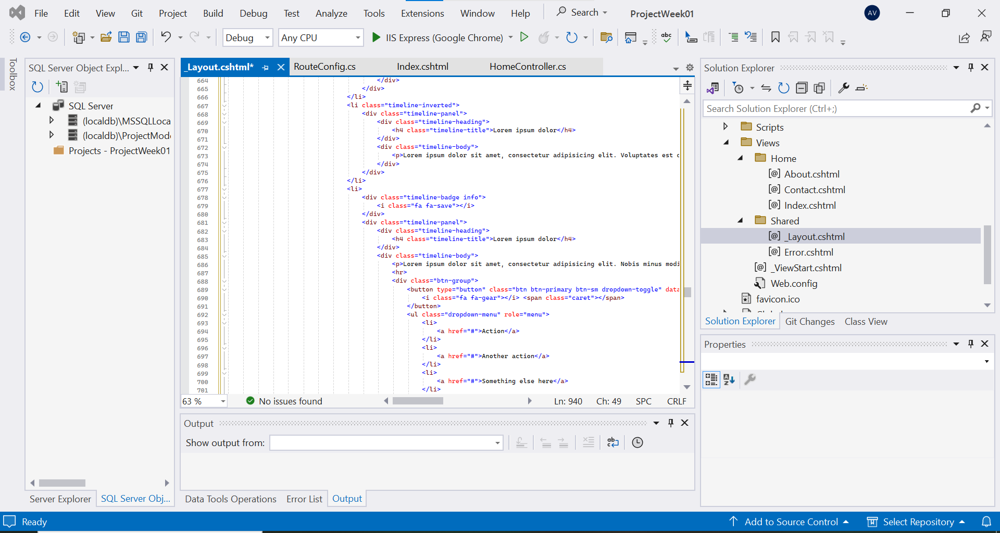 File Edit View Git Project Build Debug Test Analyze Tools Extensions Window Help Search ProjectWeek01 AV
Debug Any CPU IIS Express (Google Chrome) abc
Toolbox
SQL Server Object Expl...
SQL Server
(localdb)\MSSQLLoca
(localdb)\ProjectMod
Projects - ProjectWeek01
Server Explorer SQL Server Obj...
_Layout.cshtml* RouteConfig.cs Index.cshtml HomeController.cs
664 </div>
665 </div>
666 </li>
667 <li class="timeline-inverted">
668 <div class="timeline-panel">
669 <div class="timeline-heading">
670 <h4 class="timeline-title">Lorem ipsum dolor</h4>
671 </div>
672 <div class="timeline-body">
673 <p>Lorem ipsum dolor sit amet, consectetur adipisicing elit. Voluptates est
674 </div>
675 </div>
676 </li>
677 <li>
678 <div class="timeline-badge info">
679 <i class="fa fa-save"></i>
680 </div>
681 <div class="timeline-panel">
682 <div class="timeline-heading">
683 <h4 class="timeline-title">Lorem ipsum dolor</h4>
684 </div>
685 <div class="timeline-body">
686 <p>Lorem ipsum dolor sit amet, consectetur adipisicing elit. Nobis minus modi
687 <hr>
688 <div class="btn-group">
689 <button type="button" class="btn btn-primary btn-sm dropdown-toggle" data
690 <i class="fa fa-gear"></i> <span class="caret"></span>
691 </button>
692 <ul class="dropdown-menu" role="menu">
693 <li>
694 <a href="#">Action</a>
695 </li>
696 <li>
697 <a href="#">Another action</a>
698 </li>
699 <li>
700 <a href="#">Something else here</a>
701 </li>
63 % No issues found Ln: 940 Ch: 49 SPC CRLF
Output
Show output from:
Data Tools Operations Error List Output
Solution Explorer
Search Solution Explorer (Ctrl+;)
Scripts
Views
Home
About.cshtml
Contact.cshtml
Index.cshtml
Shared
_Layout.cshtml
Error.cshtml
_ViewStart.cshtml
Web.config
favicon.ico
Solution Explorer Git Changes Class View
Properties
Ready Add to Source Control Select Repository